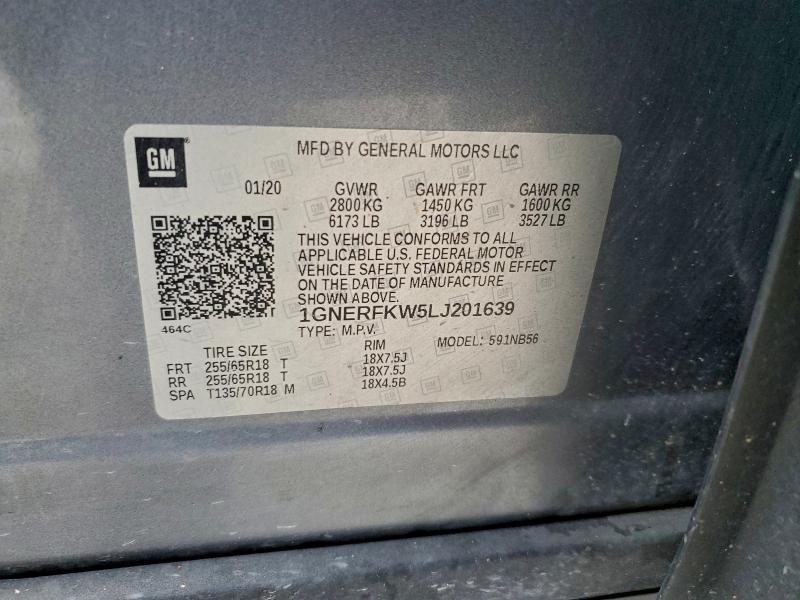 GM
MFD BY GENERAL MOTORS LLC
01/20 GVWR GAWR FRT GAWR RR
2800 KG 1450 KG 1600 KG
6173 LB 3196 LB 3527 LB
THIS VEHICLE CONFORMS TO ALL
APPLICABLE U.S. FEDERAL MOTOR
VEHICLE SAFETY STANDARDS IN EFFECT
ON THE DATE OF MANUFACTURE
SHOWN ABOVE.
1GNERFKW5LJ201639
464C
TYPE: M.P.V. MODEL: 591NB56
TIRE SIZE RIM
FRT 255/65R18 T 18X7.5J
RR 255/65R18 T 18X7.5J
SPA T135/70R18 M 18X4.5B